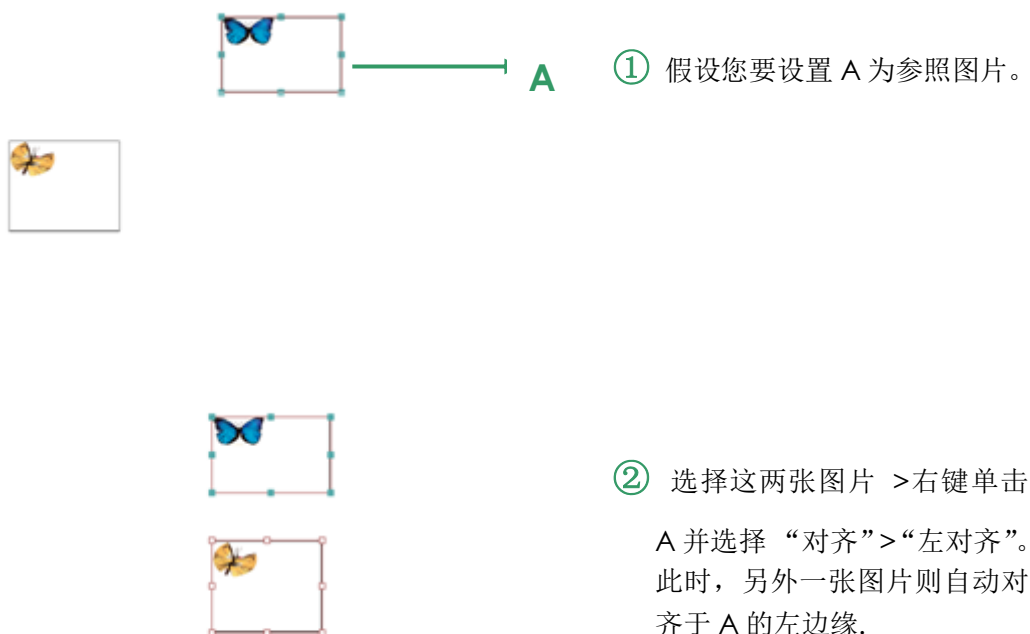 A
① 假设您要设置 A 为参照图片。
② 选择这两张图片 >右键单击
A 并选择 “对齐”>“左对齐”。
此时，另外一张图片则自动对
齐于 A 的左边缘.